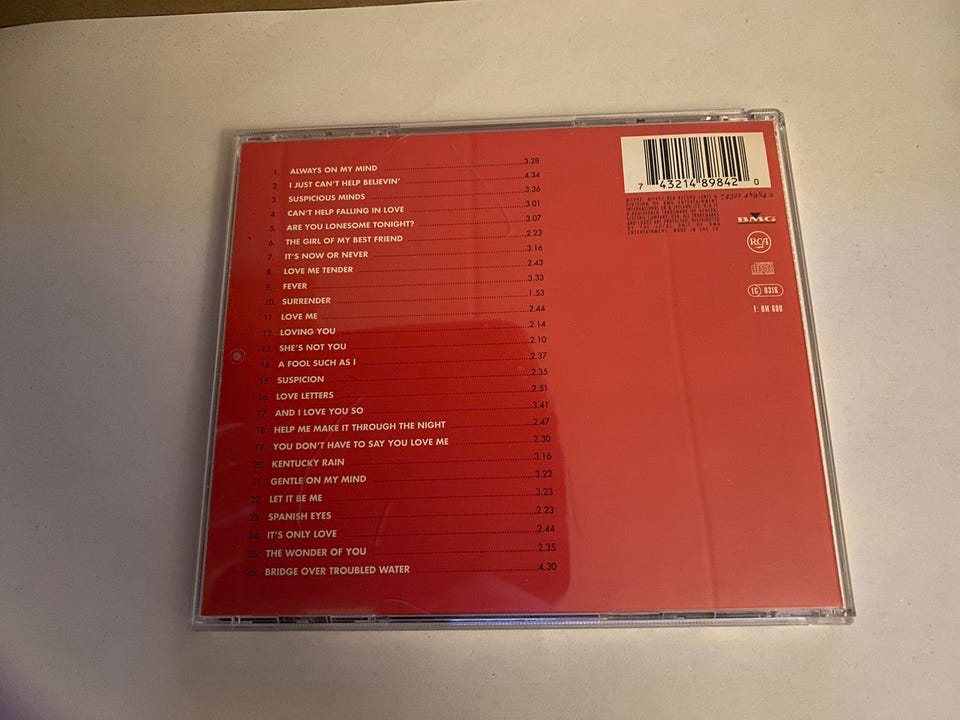 1. ALWAYS ON MY MIND 3.28
2. I JUST CAN'T HELP BELIEVIN' 4.34
3. SUSPICIOUS MINDS 3.36
4. CAN'T HELP FALLING IN LOVE 3.01
5. ARE YOU LONESOME TONIGHT? 3.07
6. THE GIRL OF MY BEST FRIEND 2.23
7. IT'S NOW OR NEVER 3.16
8. LOVE ME TENDER 2.43
9. FEVER 3.33
10. SURRENDER 1.53
11. LOVE ME 2.44
12. LOVING YOU 2.14
13. SHE'S NOT YOU 2.10
14. A FOOL SUCH AS I 2.37
15. SUSPICION 2.35
16. LOVE LETTERS 2.51
17. AND I LOVE YOU SO 3.41
18. HELP ME MAKE IT THROUGH THE NIGHT 2.47
19. YOU DON'T HAVE TO SAY YOU LOVE ME 2.30
20. KENTUCKY RAIN 3.16
21. GENTLE ON MY MIND 3.22
22. LET IT BE ME 3.23
23. SPANISH EYES 2.23
24. IT'S ONLY LOVE 2.44
25. THE WONDER OF YOU 2.35
26. BRIDGE OVER TROUBLED WATER 4.30
7 43214 89842 0
74321 48984 2
BMG
RCA
LC 0316
F: BM 600
MADE IN THE EU